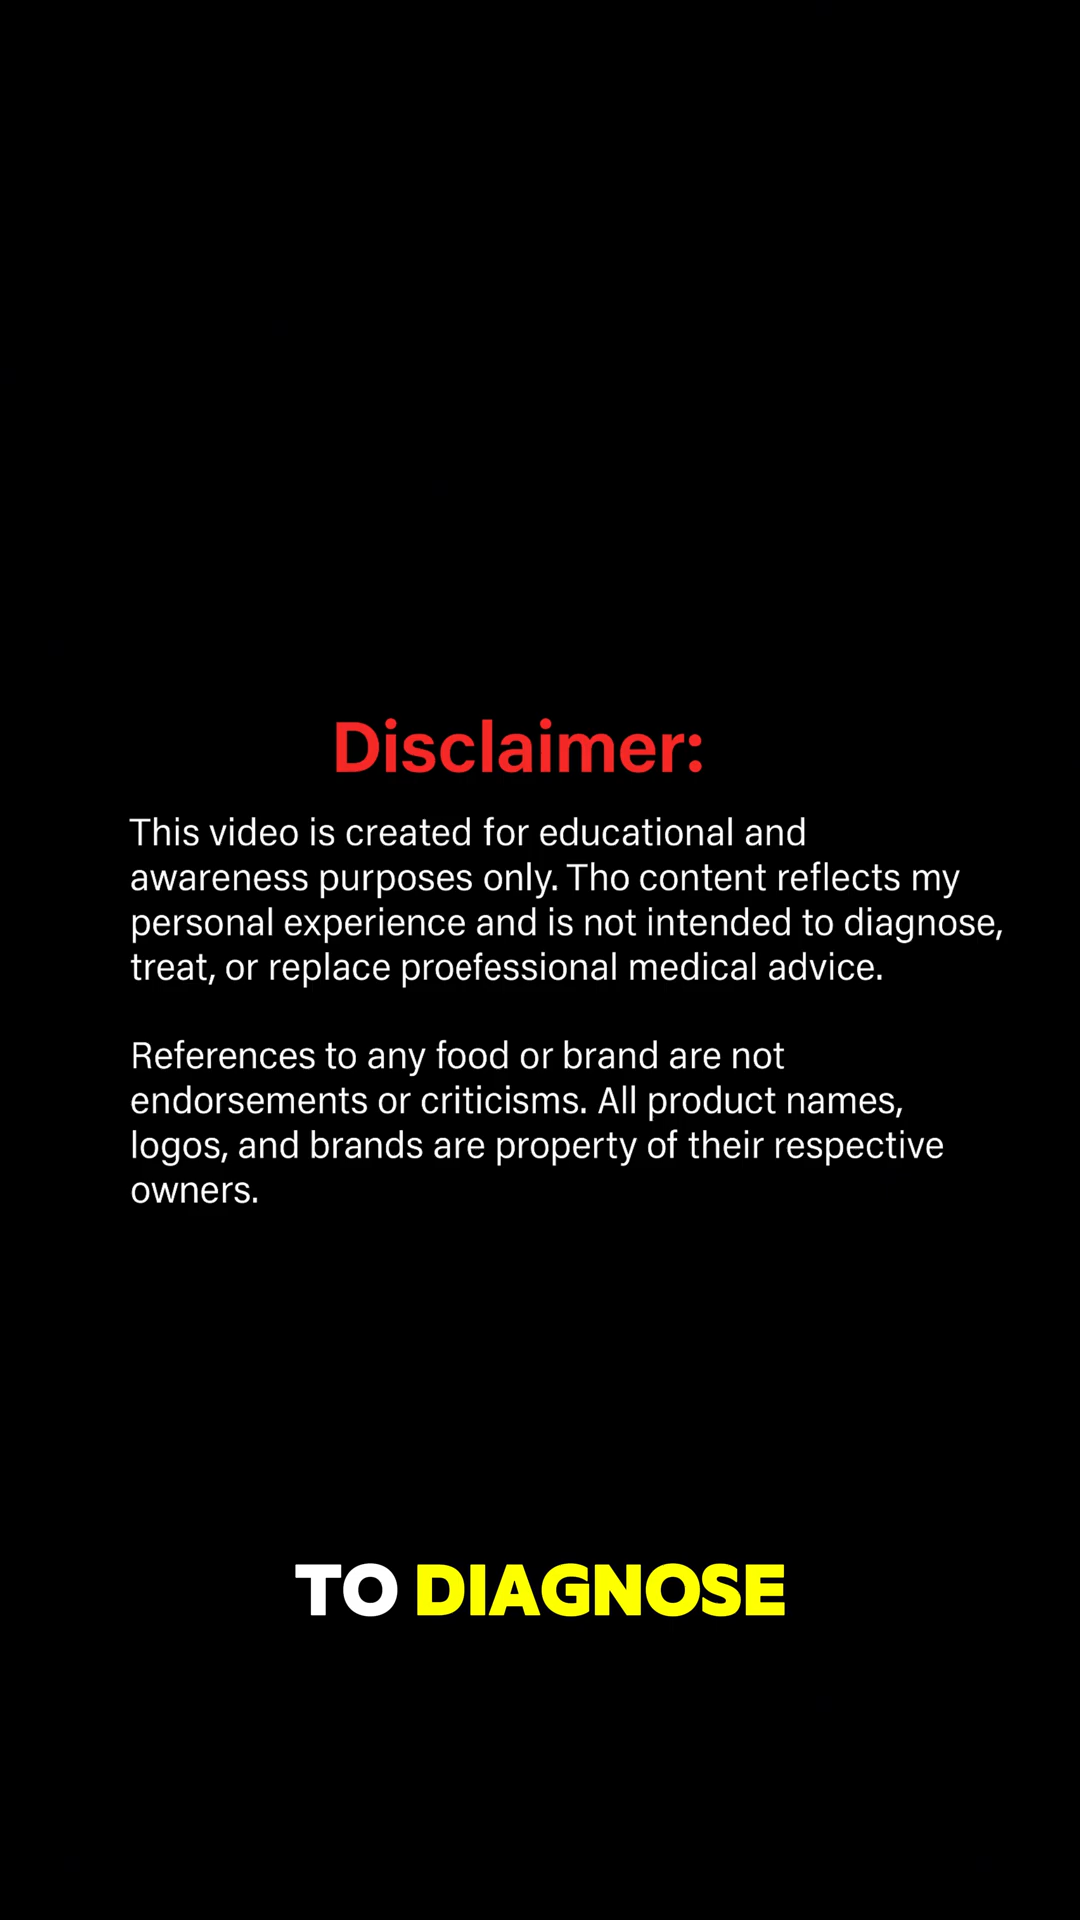 Disclaimer:
This video is created for educational and
awareness purposes only. Tho content reflects my
personal experience and is not intended to diagnose,
treat, or replace proefessional medical advice.
References to any food or brand are not
endorsements or criticisms. All product names,
logos, and brands are property of their respective
owners.
TO DIAGNOSE